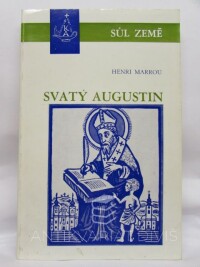 SŮL ZEMĚ
HENRI MARROU
SVATÝ AUGUSTIN